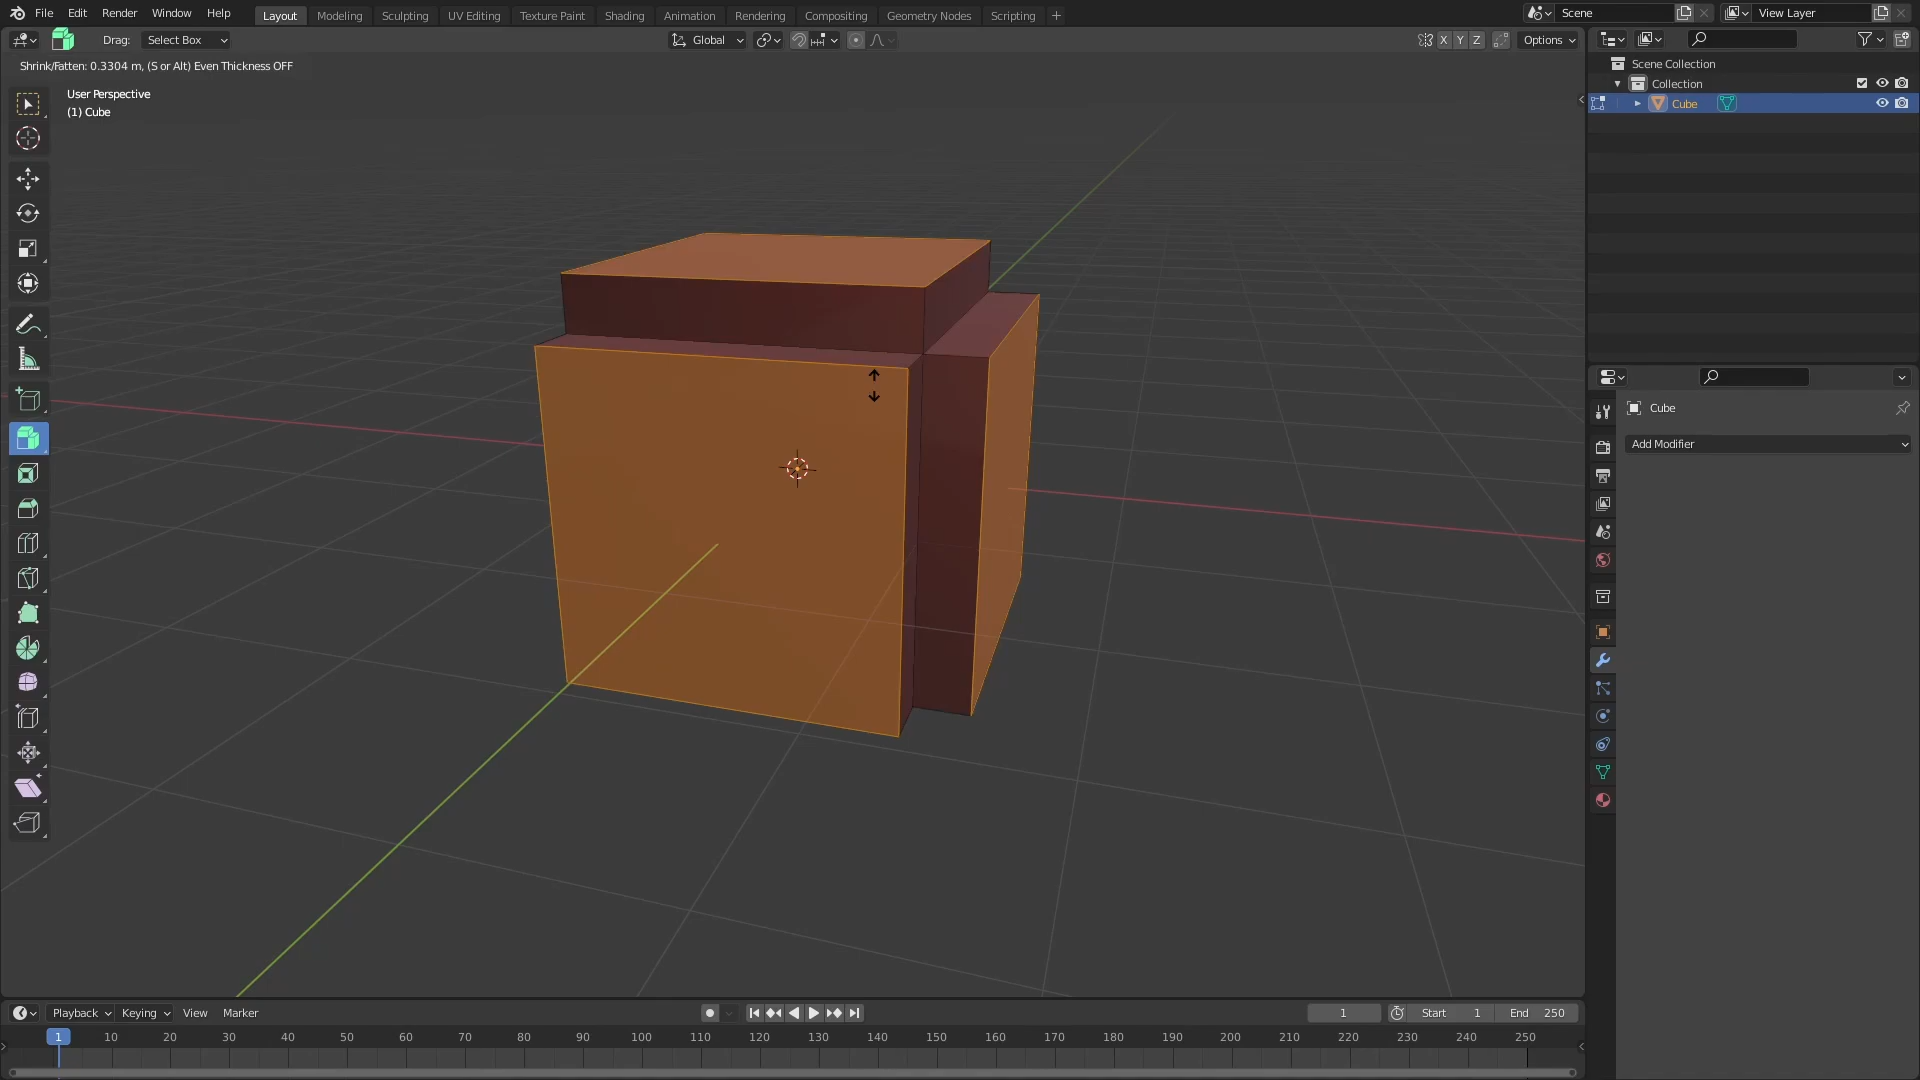 File Edit Render Window Help Layout Modeling Sculpting UV Editing Texture Paint Shading Animation Rendering Compositing Geometry Nodes Scripting + Scene View Layer
Drag: Select Box Global X Y Z Options
Shrink/Fatten: 0.3304 m, (S or Alt) Even Thickness OFF
User Perspective
(1) Cube
Scene Collection
Collection
Cube
Cube
Add Modifier
Playback Keying View Marker 1 Start 1 End 250
1 10 20 30 40 50 60 70 80 90 100 110 120 130 140 150 160 170 180 190 200 210 220 230 240 250